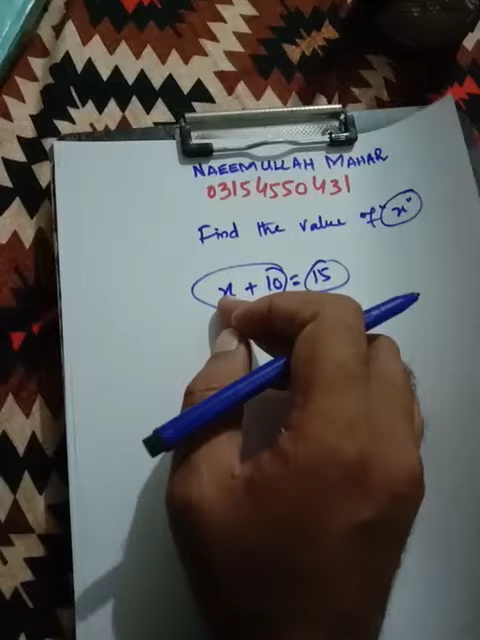 NAEEMULLAH MAHAR
03154550431
Find the value of "x"
x + 10 = 15